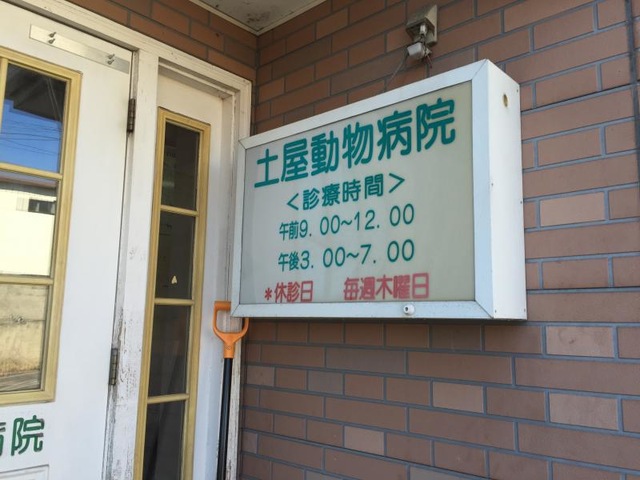 土屋動物病院
＜診療時間＞
午前9.00〜12.00
午後3.00〜7.00
*休診日 毎週木曜日
病院